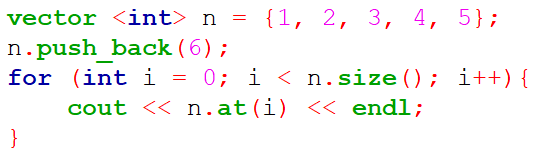 vector <int> n = {1, 2, 3, 4, 5};
n.push_back(6);
for (int i = 0; i < n.size(); i++){
    cout << n.at(i) << endl;
}